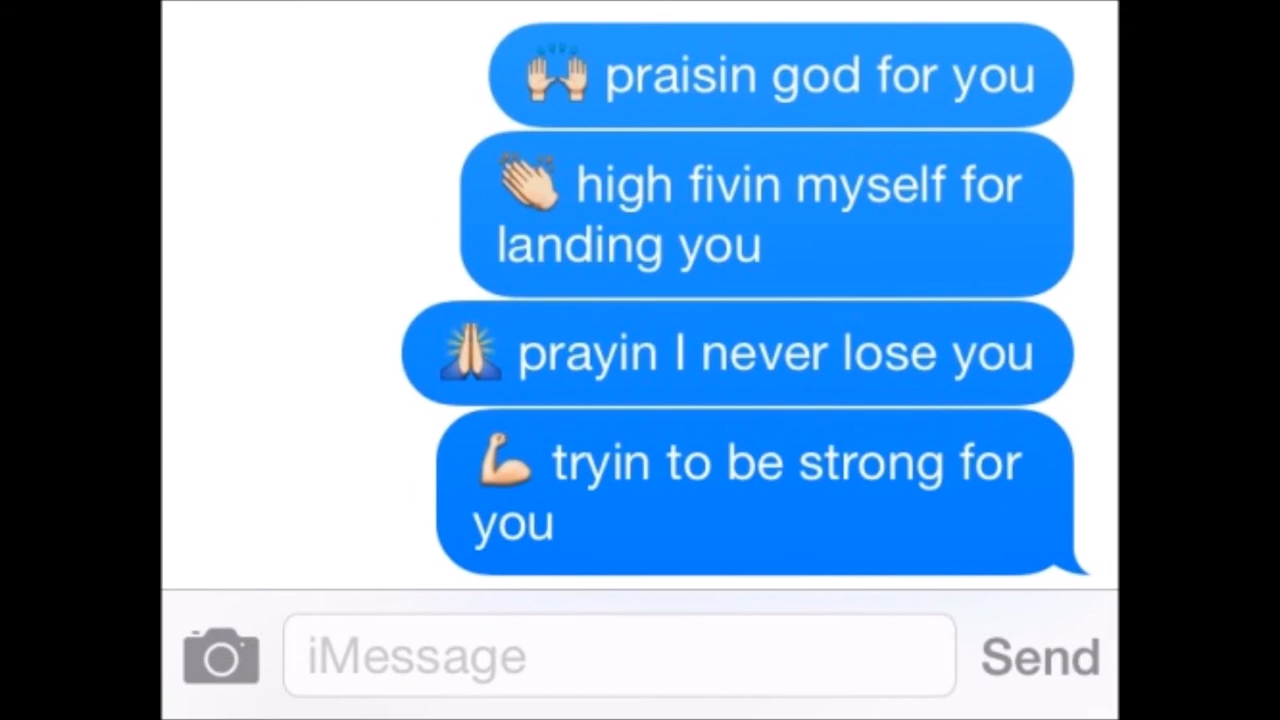 🙌 praisin god for you
👏 high fivin myself for
landing you
🙏 prayin I never lose you
💪 tryin to be strong for
you
iMessage
Send